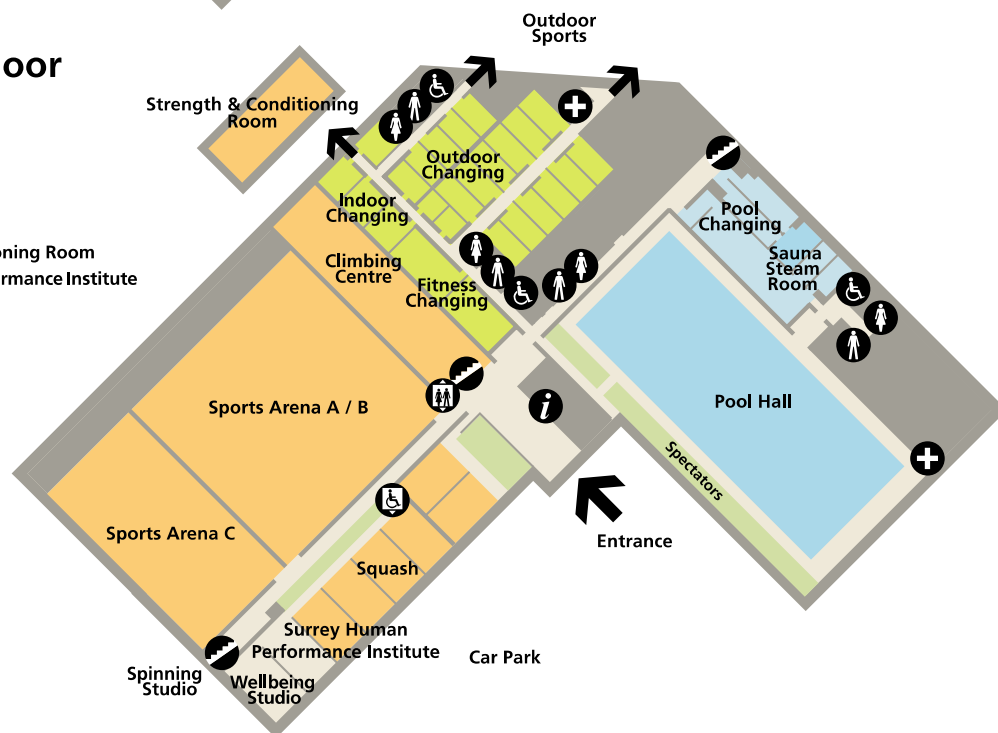 Outdoor
Sports
oor
Strength & Conditioning
Room
Outdoor
Changing
Indoor
Changing
Pool
Changing
oning Room
rmance Institute
Climbing
Centre
Sauna
Steam
Room
Fitness
Changing
Sports Arena A / B
i
Pool Hall
Spectators
Sports Arena C
Entrance
Squash
Surrey Human
Performance Institute
Car Park
Spinning
Studio
Wellbeing
Studio